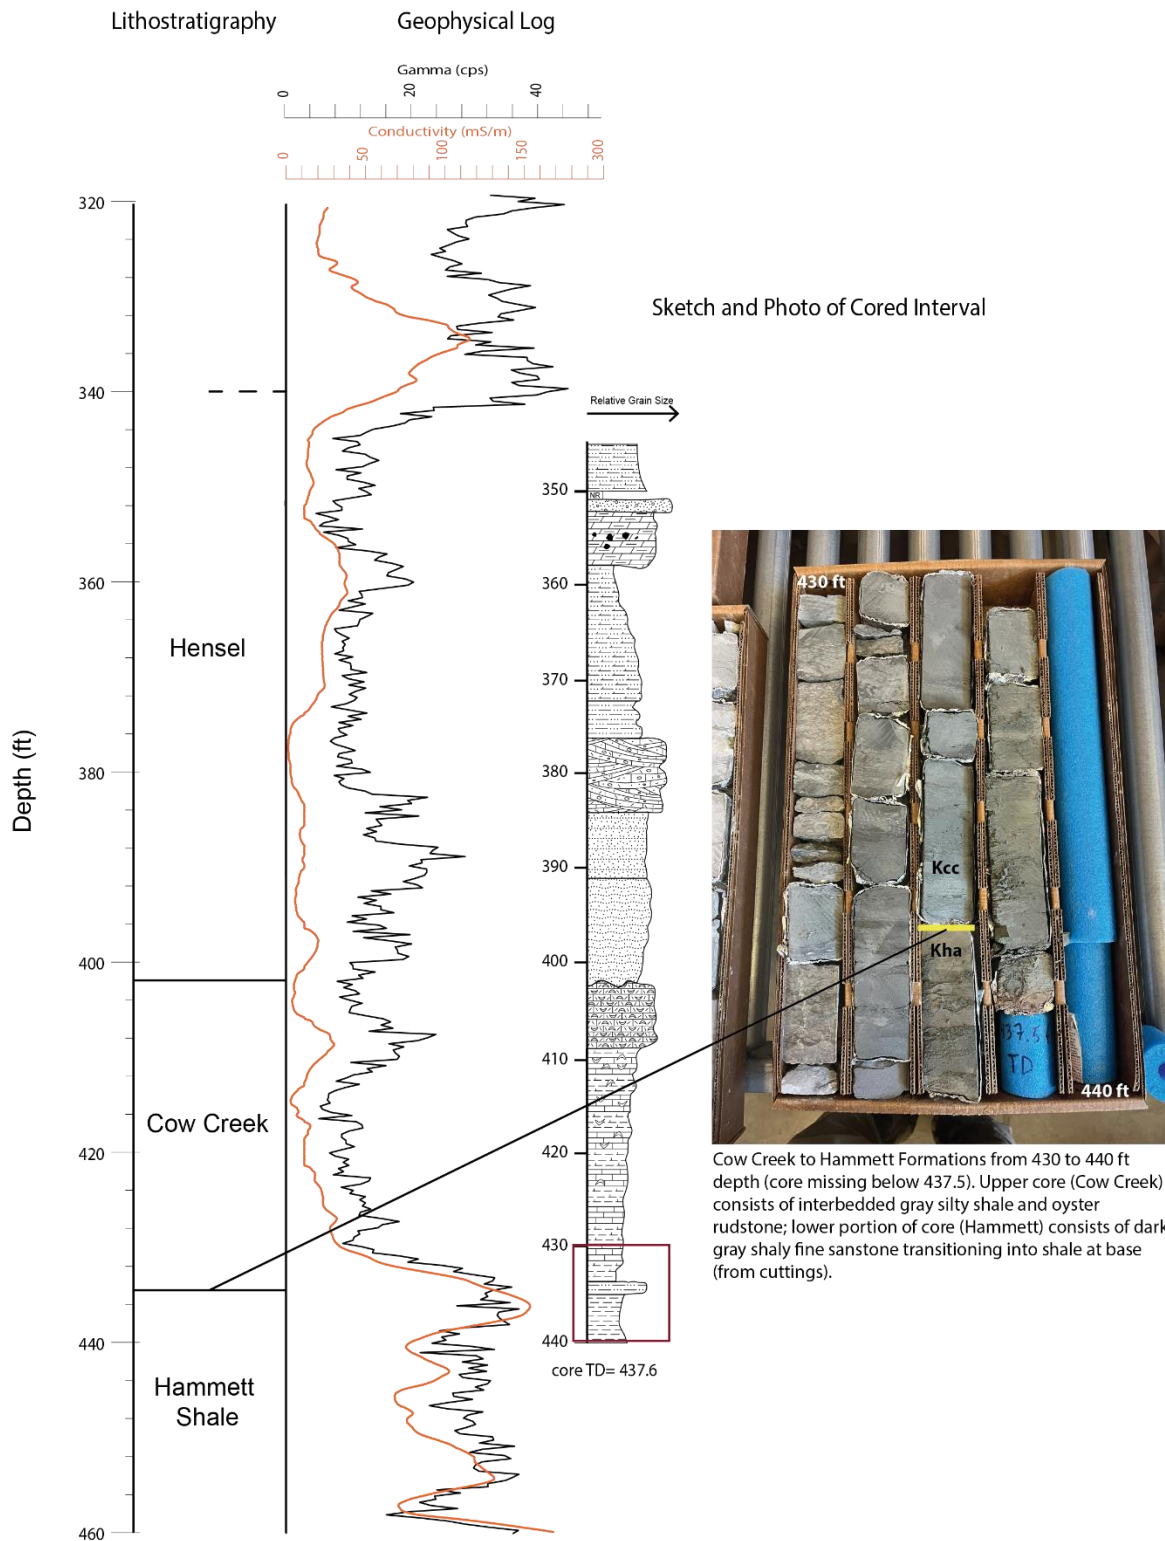 Lithostratigraphy
Geophysical Log
Gamma (cps)
0
20
40
Conductivity (mS/m)
0
50
100
150
300
Sketch and Photo of Cored Interval
Depth (ft)
320
340
360
380
400
420
440
460
Hensel
Cow Creek
Hammett
Shale
Relative Grain Size
350
NR
360
370
380
390
400
410
420
430
440
core TD= 437.6
430 ft
Kcc
Kha
37.5
TD
440 ft
Cow Creek to Hammett Formations from 430 to 440 ft
depth (core missing below 437.5). Upper core (Cow Creek)
consists of interbedded gray silty shale and oyster
rudstone; lower portion of core (Hammett) consists of dark
gray shaly fine sanstone transitioning into shale at base
(from cuttings).